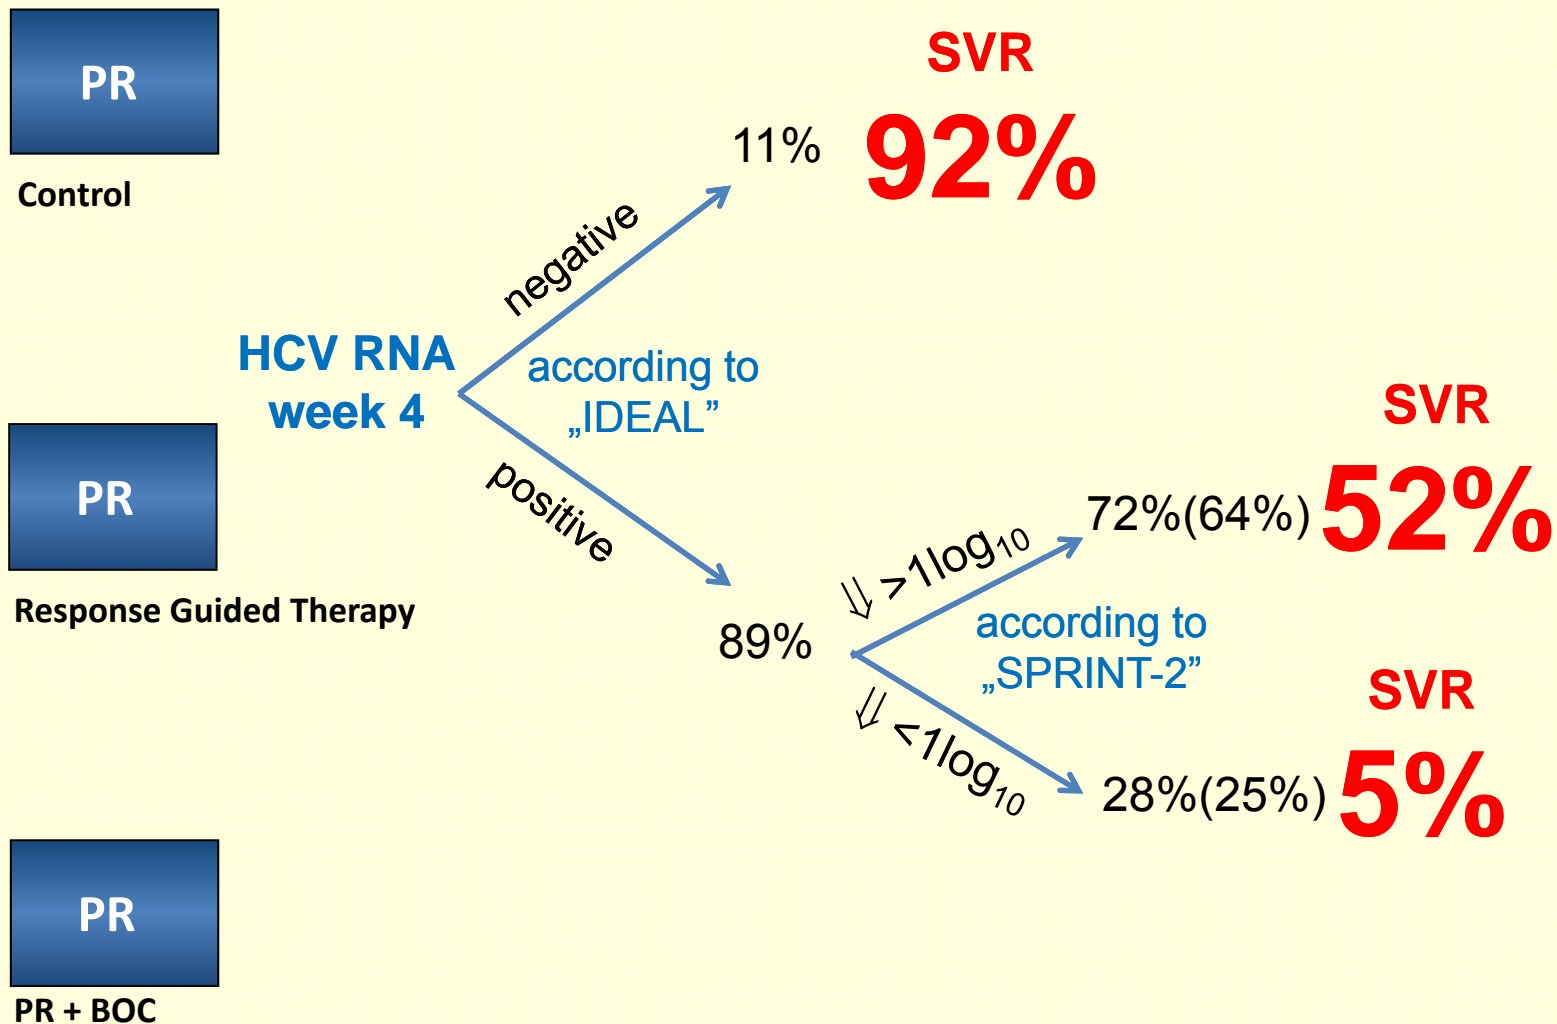 PR
Control
SVR
11% 92%
negative
HCV RNA
week 4
according to
„IDEAL”
positive
PR
Response Guided Therapy
89%
⇓ >1log₁₀
SVR
72%(64%) 52%
according to
„SPRINT-2”
⇓ <1log₁₀
SVR
28%(25%) 5%
PR
PR + BOC